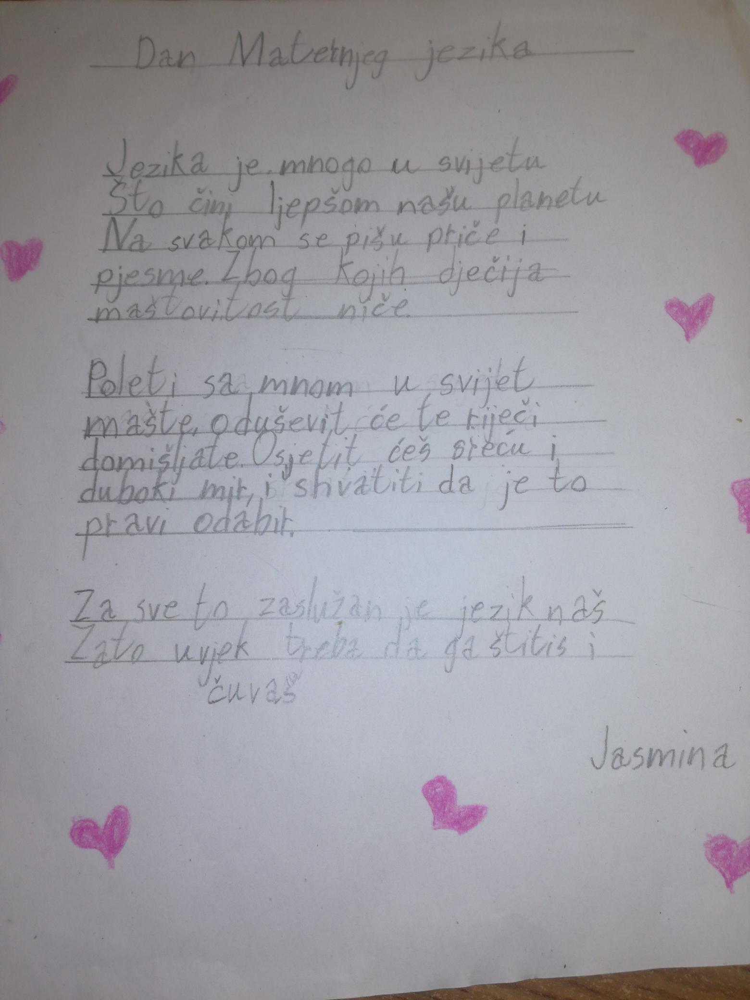 Dan Maternjeg jezika
Jezika je mnogo u svijetu
Što čini ljepšom našu planetu
Na svakom se pišu priče i
pjesme. Zbog kojih dječija
maštovitost niče.
Poleti sa mnom u svijet
mašte, oduševit će te riječi
domišljate. Osjetit ćeš sreću i
duboki mir, i shvatiti da je to
pravi odabir.
Za sve to zaslužan je jezik naš
Zato uvjek treba da ga štitis i
čuvaš
Jasmina